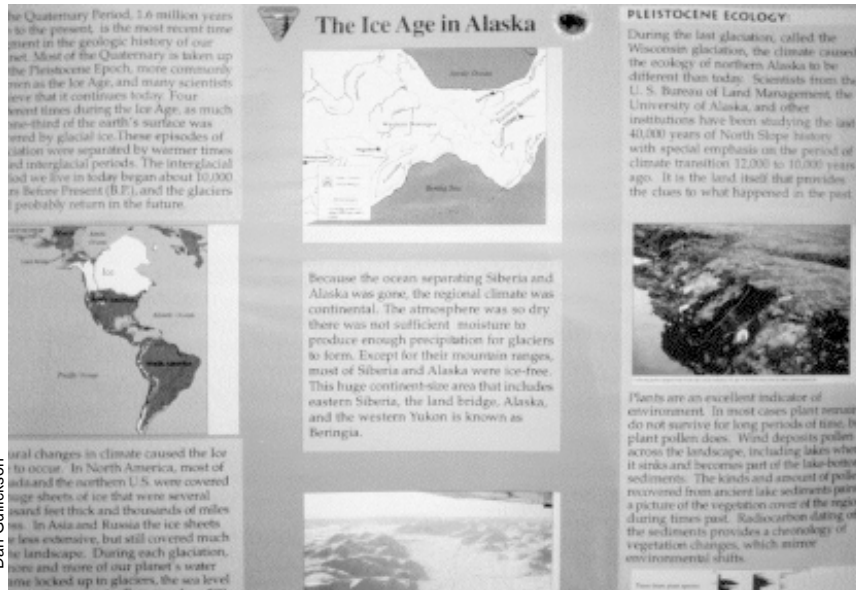 The Ice Age in Alaska
he Quaternary Period, 1.6 million years
to the present, is the most recent time
gment in the geologic history of our
net. Most of the Quaternary is taken up
the Pleistocene Epoch, more commonly
own as the Ice Age, and many scientists
ieve that it continues today. Four
erent times during the Ice Age, as much
one-third of the earth's surface was
vered by glacial ice. These episodes of
iation were separated by warmer times
ed interglacial periods. The interglacial
iod we live in today began about 10,000
rs Before Present (B.P.), and the glaciers
l probably return in the future.
Ice
Pacific Ocean
Atlantic Ocean
ural changes in climate caused the Ice
to occur. In North America, most of
ada and the northern U.S. were covered
uge sheets of ice that were several
usand feet thick and thousands of miles
ss. In Asia and Russia the ice sheets
e less extensive, but still covered much
he landscape. During each glaciation,
more and more of our planet's water
ame locked up in glaciers, the sea level
Arctic Ocean
Bering Sea
Because the ocean separating Siberia and
Alaska was gone, the regional climate was
continental. The atmosphere was so dry
there was not sufficient moisture to
produce enough precipitation for glaciers
to form. Except for their mountain ranges,
most of Siberia and Alaska were ice-free.
This huge continent-size area that includes
eastern Siberia, the land bridge, Alaska,
and the western Yukon is known as
Beringia.
PLEISTOCENE ECOLOGY:
During the last glaciation, called the
Wisconsin glaciation, the climate caused
the ecology of northern Alaska to be
different than today. Scientists from the
U. S. Bureau of Land Management, the
University of Alaska, and other
institutions have been studying the last
40,000 years of North Slope history
with special emphasis on the period of
climate transition 12,000 to 10,000 years
ago. It is the land itself that provides
the clues to what happened in the past.
Plants are an excellent indicator of
environment. In most cases plant remain
do not survive for long periods of time, b
plant pollen does. Wind deposits pollen
across the landscape, including lakes wher
it sinks and becomes part of the lake-bottom
sediments. The kinds and amount of polle
recovered from ancient lake sediments pain
a picture of the vegetation cover of the regio
during times past. Radiocarbon dating of
the sediments provides a chronology of
vegetation changes, which mirror
environmental shifts.